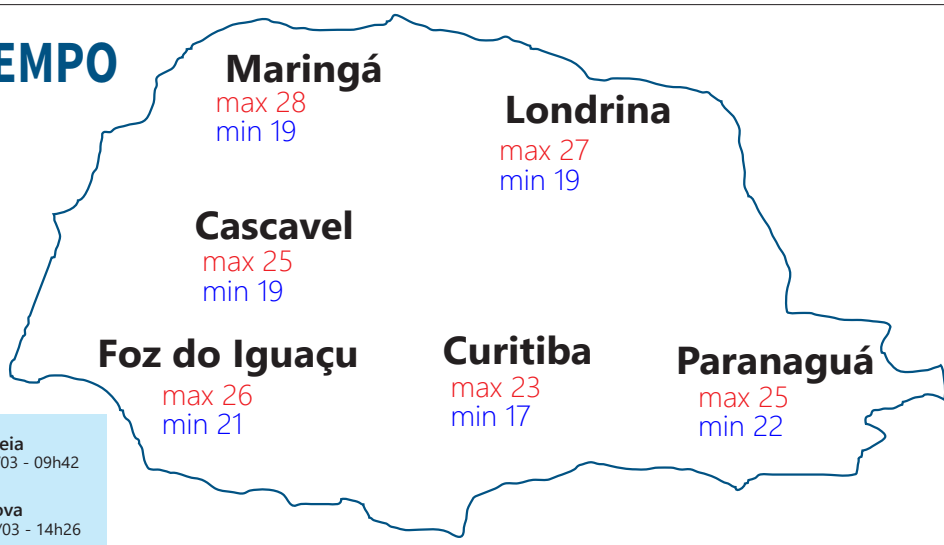 EMPO
Maringá
max 28
min 19
Londrina
max 27
min 19
Cascavel
max 25
min 19
Foz do Iguaçu
max 26
min 21
Curitiba
max 23
min 17
Paranaguá
max 25
min 22
eia
/03 - 09h42
ova
/03 - 14h26